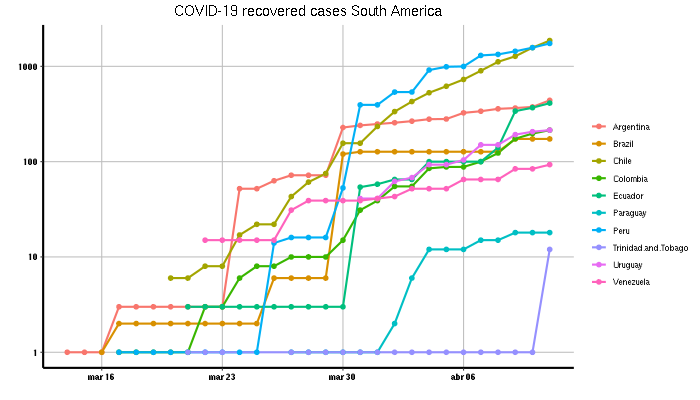 COVID-19 recovered cases South America
1000
100
10
1
mar 16
mar 23
mar 30
abr 06
Argentina
Brazil
Chile
Colombia
Ecuador
Paraguay
Peru
Trinidad.and.Tobago
Uruguay
Venezuela